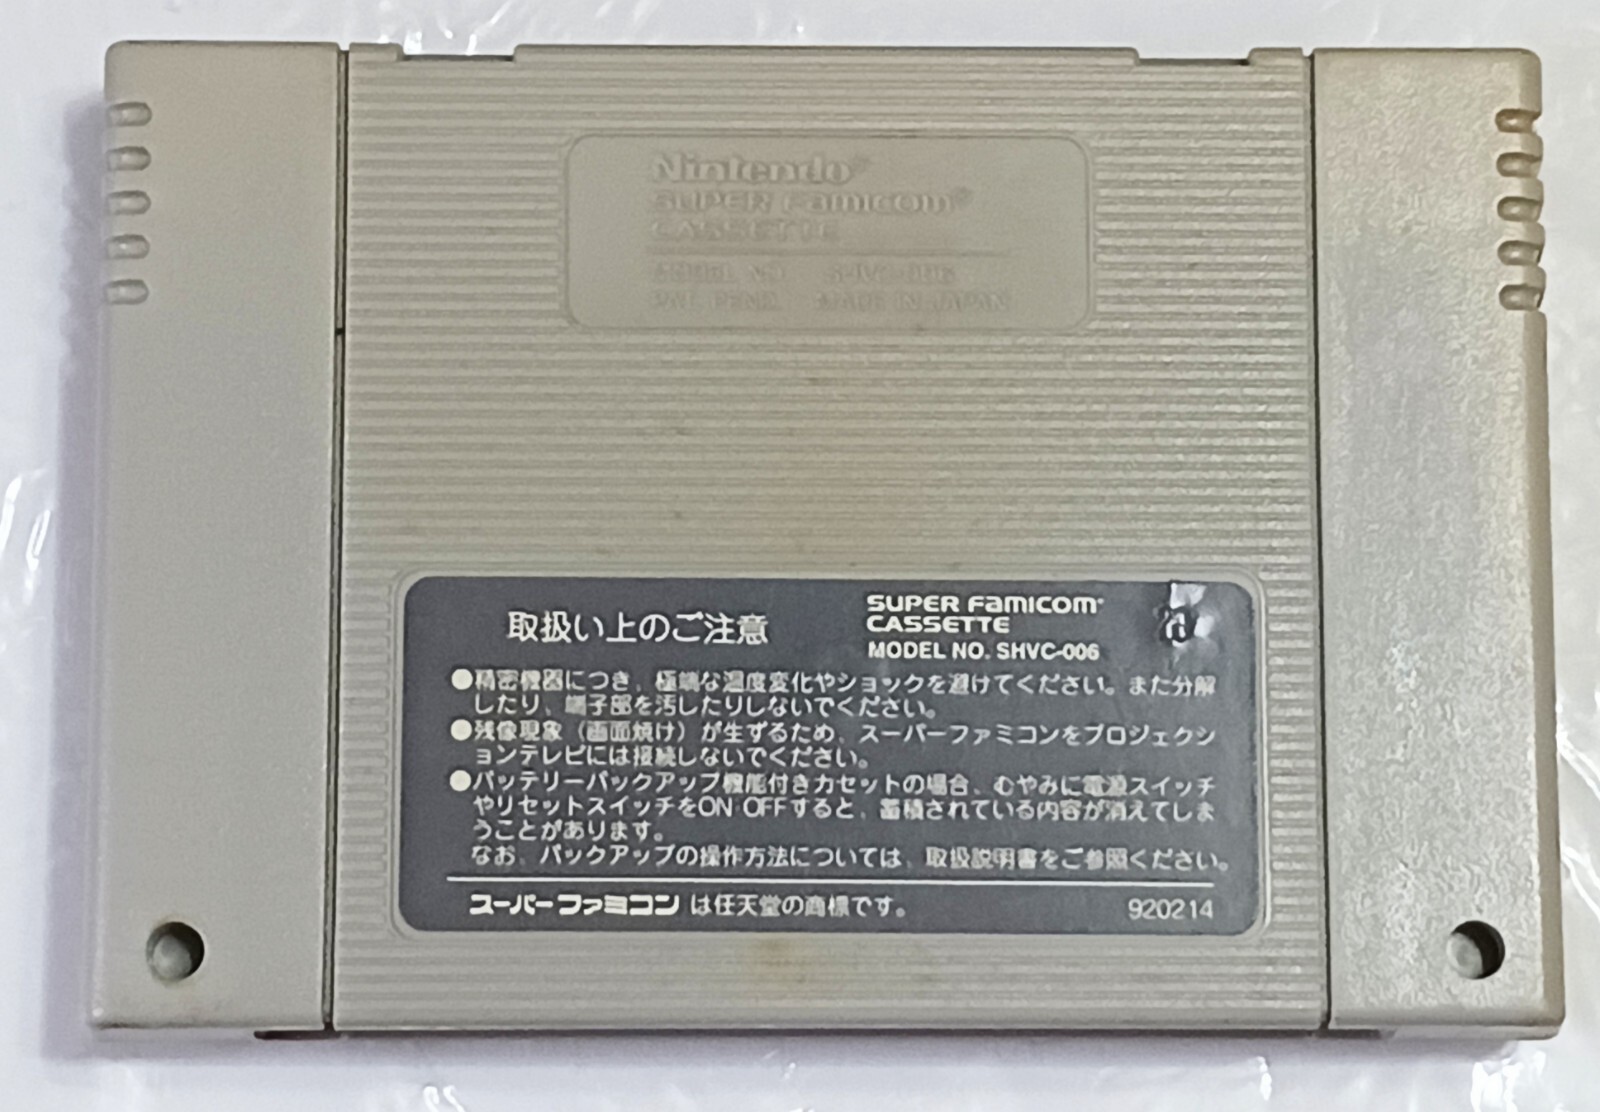 Nintendo®
SUPER FAMICOM®
CASSETTE
MODEL NO. SHVC-006
PAT. PEND. MADE IN JAPAN
取扱い上のご注意
SUPER FAMICOM®
CASSETTE
MODEL NO. SHVC-006
●精密機器につき、極端な温度変化やショックを避けてください。また分解
したり、端子部を汚したりしないでください。
●残像現象（画面焼け）が生ずるため、スーパーファミコンをプロジェクシ
ョンテレビには接続しないでください。
●バッテリーバックアップ機能付きカセットの場合、むやみに電源スイッチ
やリセットスイッチをON・OFFすると、蓄積されている内容が消えてしま
うことがあります。
なお、バックアップの操作方法については、取扱説明書をご参照ください。
スーパーファミコンは任天堂の商標です。
920214